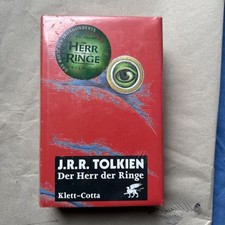 HERR
RINGE
J.R.R. TOLKIEN
Der Herr der Ringe
Klett-Cotta